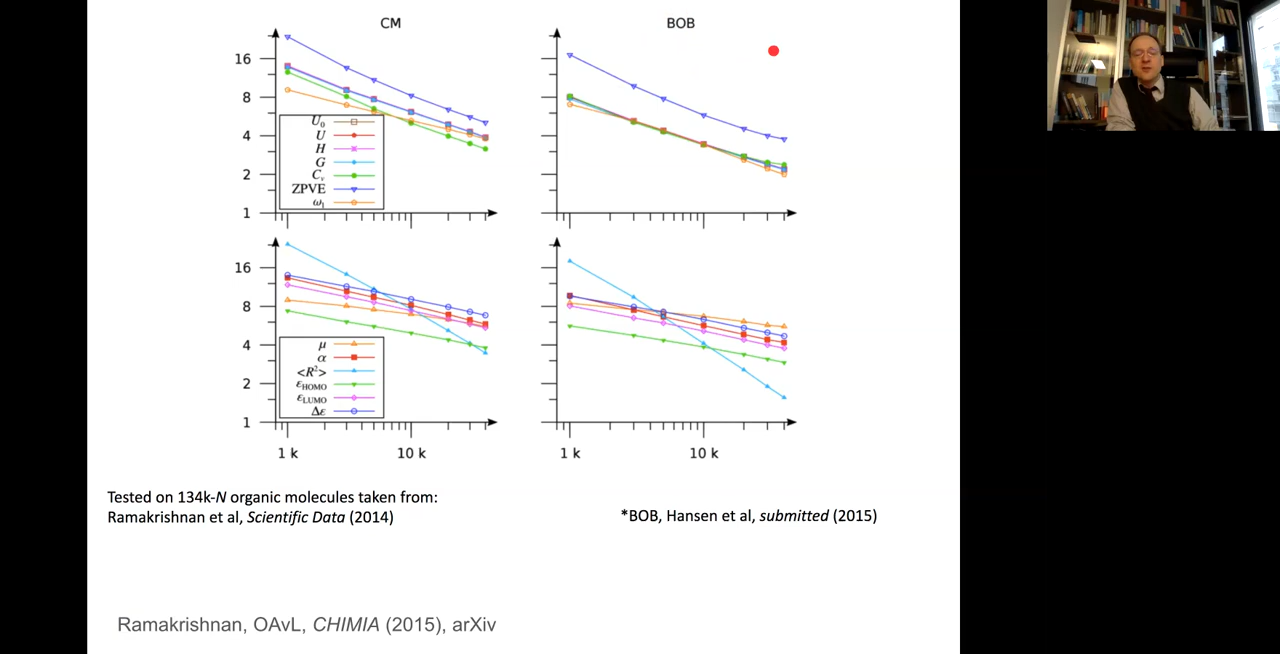 CM
BOB
16
8
4
2
1
U₀
U
H
G
Cᵥ
ZPVE
ω₁
16
8
4
2
1
μ
α
<R²>
εHOMO
εLUMO
Δε
1 k
10 k
1 k
10 k
Tested on 134k-N organic molecules taken from:
Ramakrishnan et al, Scientific Data (2014)
*BOB, Hansen et al, submitted (2015)
Ramakrishnan, OAvL, CHIMIA (2015), arXiv